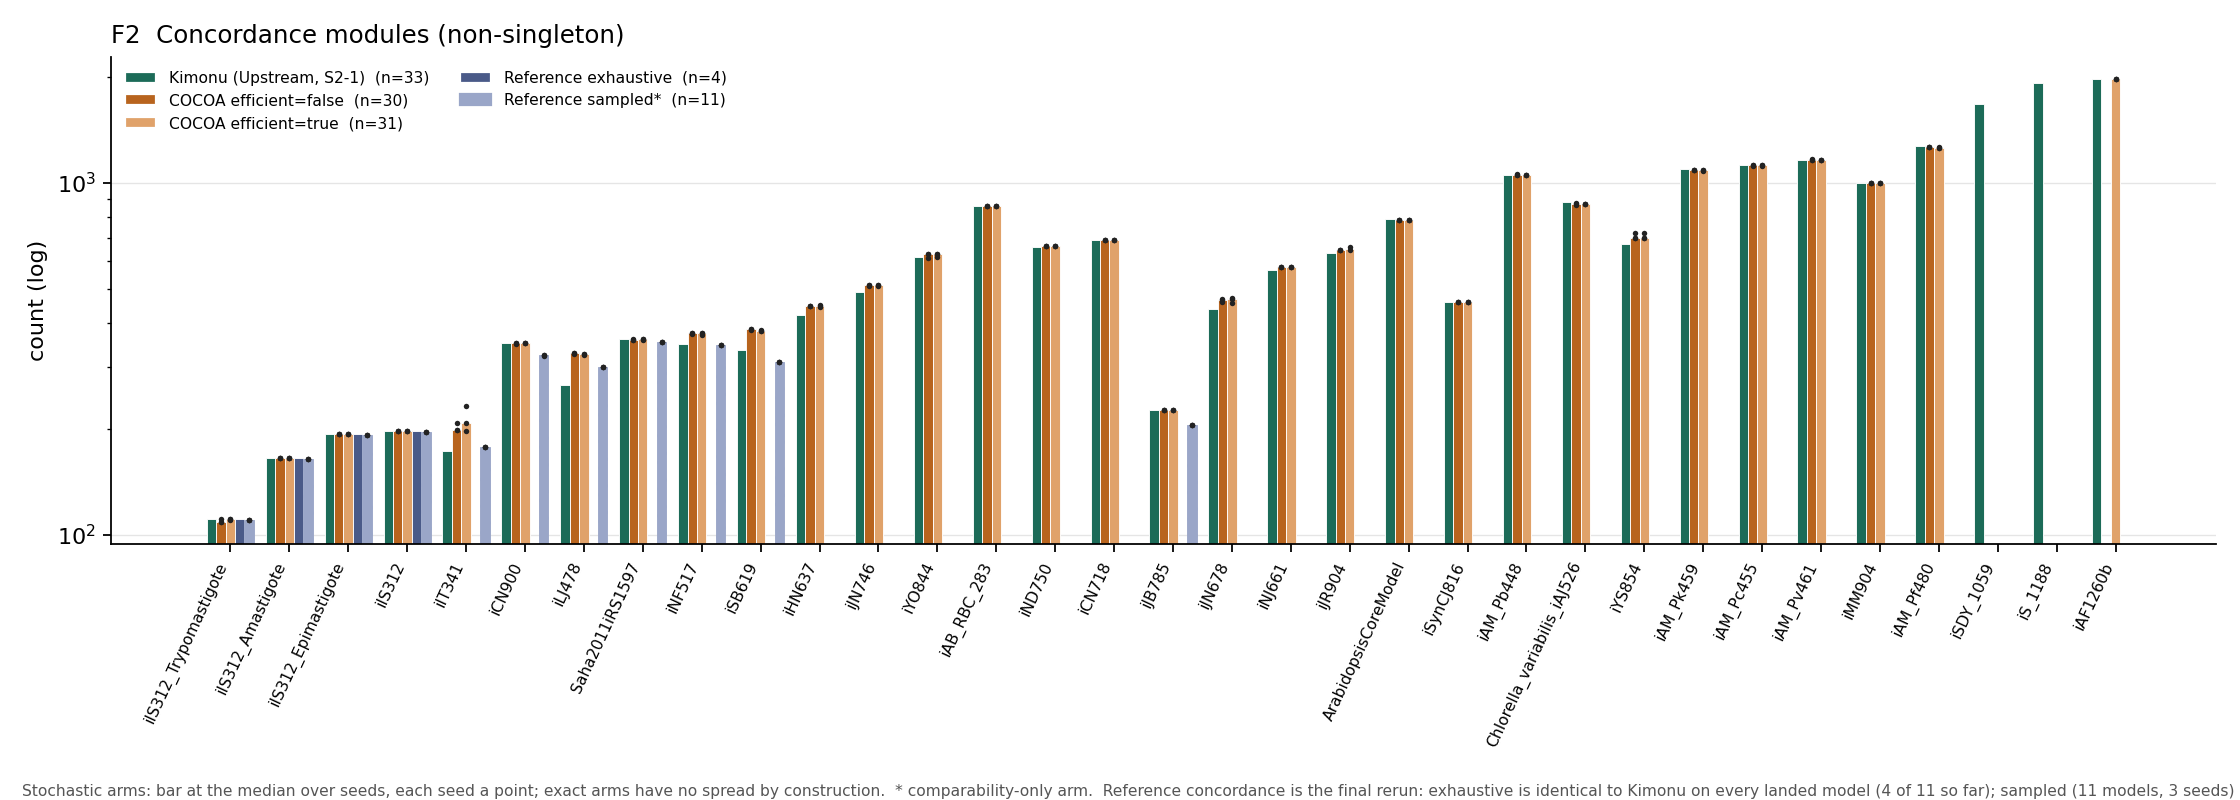 F2 Concordance modules (non-singleton)
Kimonu (Upstream, S2-1) (n=33)
COCOA efficient=false (n=30)
COCOA efficient=true (n=31)
Reference exhaustive (n=4)
Reference sampled* (n=11)
count (log)
10³
10²
iIS312_Trypomastigote
iIS312_Amastigote
iIS312_Epimastigote
iIS312
iIT341
iCN900
iLJ478
Saha2011iRS1597
iNF517
iSB619
iHN637
iJN746
iYO844
iAB_RBC_283
iND750
iCN718
iJB785
iJN678
iNJ661
iJR904
ArabidopsisCoreModel
iSynCJ816
iAM_Pb448
Chlorella_variabilis_iAJ526
iYS854
iAM_Pk459
iAM_Pc455
iAM_Pv461
iMM904
iAM_Pf480
iSDY_1059
iS_1188
iAF1260b
Stochastic arms: bar at the median over seeds, each seed a point; exact arms have no spread by construction. * comparability-only arm. Reference concordance is the final rerun: exhaustive is identical to Kimonu on every landed model (4 of 11 so far); sampled (11 models, 3 seeds)